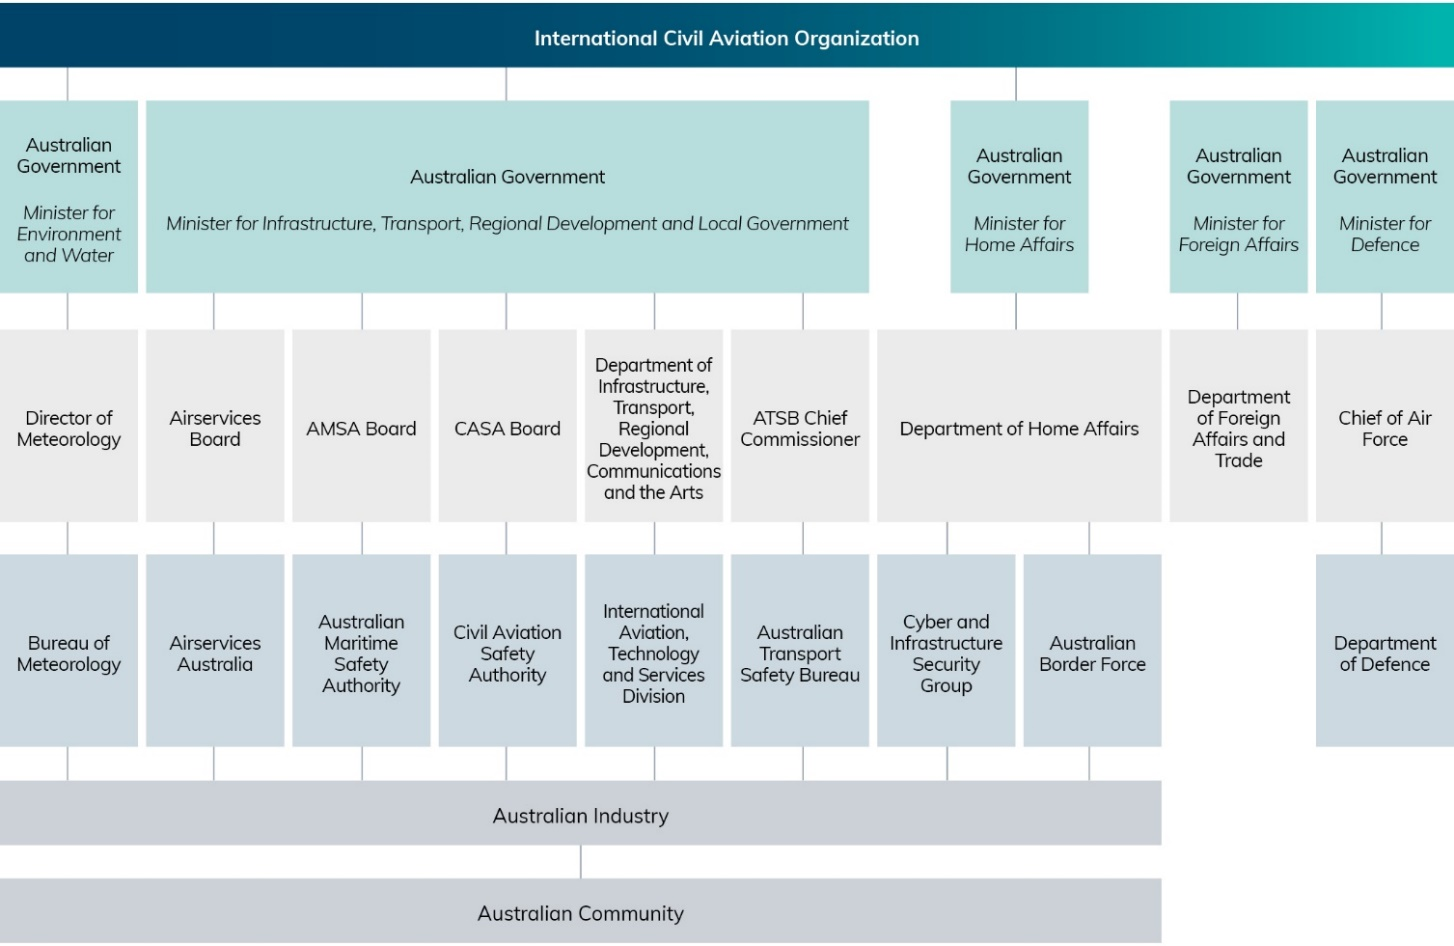 International Civil Aviation Organization
Australian
Government
Minister for
Environment
and Water
Australian Government
Minister for Infrastructure, Transport, Regional Development and Local Government
Australian
Government
Minister for
Home Affairs
Australian
Government
Minister for
Foreign Affairs
Australian
Government
Minister for
Defence
Director of
Meteorology
Airservices
Board
AMSA Board
CASA Board
Department of
Infrastructure,
Transport,
Regional
Development,
Communications
and the Arts
ATSB Chief
Commissioner
Department of Home Affairs
Department
of Foreign
Affairs and
Trade
Chief of Air
Force
Bureau of
Meteorology
Airservices
Australia
Australian
Maritime
Safety
Authority
Civil Aviation
Safety
Authority
International
Aviation,
Technology
and Services
Division
Australian
Transport
Safety Bureau
Cyber and
Infrastructure
Security
Group
Australian
Border Force
Department
of Defence
Australian Industry
Australian Community